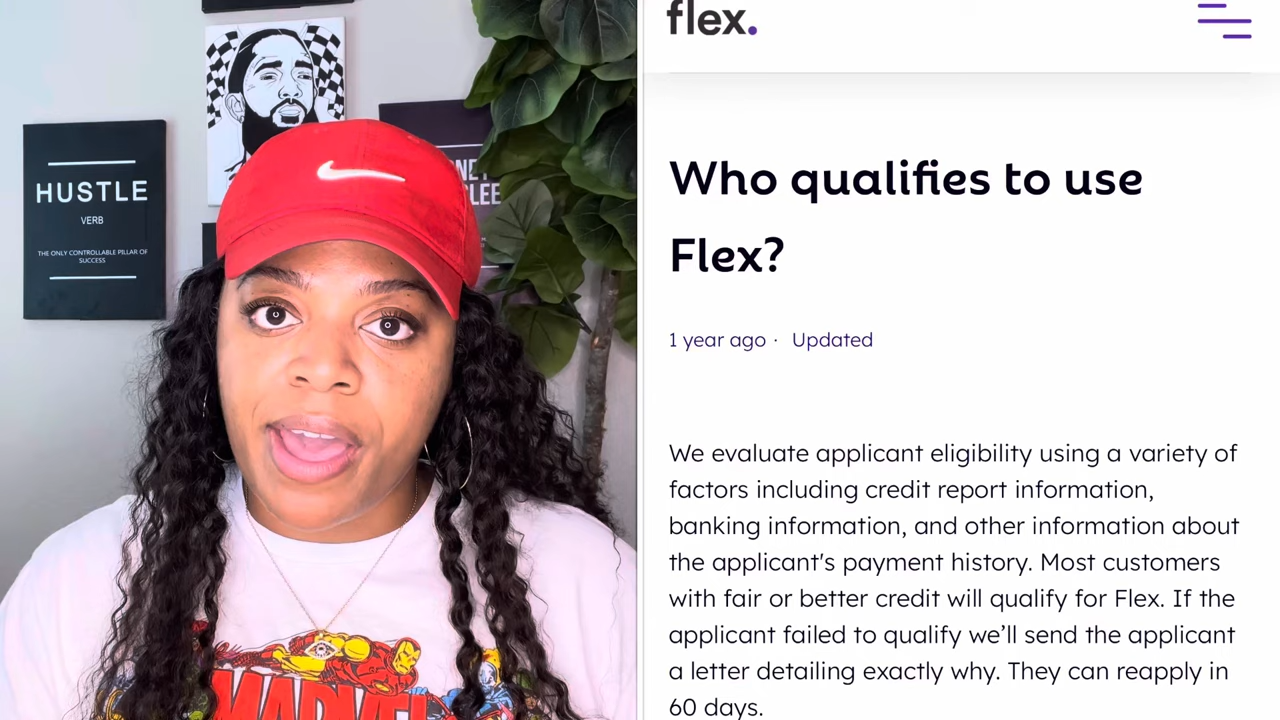 HUSTLE
VERB
THE ONLY CONTROLLABLE PILLAR OF
SUCCESS
MARVEL
flex.
Who qualifies to use
Flex?
1 year ago · Updated
We evaluate applicant eligibility using a variety of
factors including credit report information,
banking information, and other information about
the applicant's payment history. Most customers
with fair or better credit will qualify for Flex. If the
applicant failed to qualify we’ll send the applicant
a letter detailing exactly why. They can reapply in
60 days.